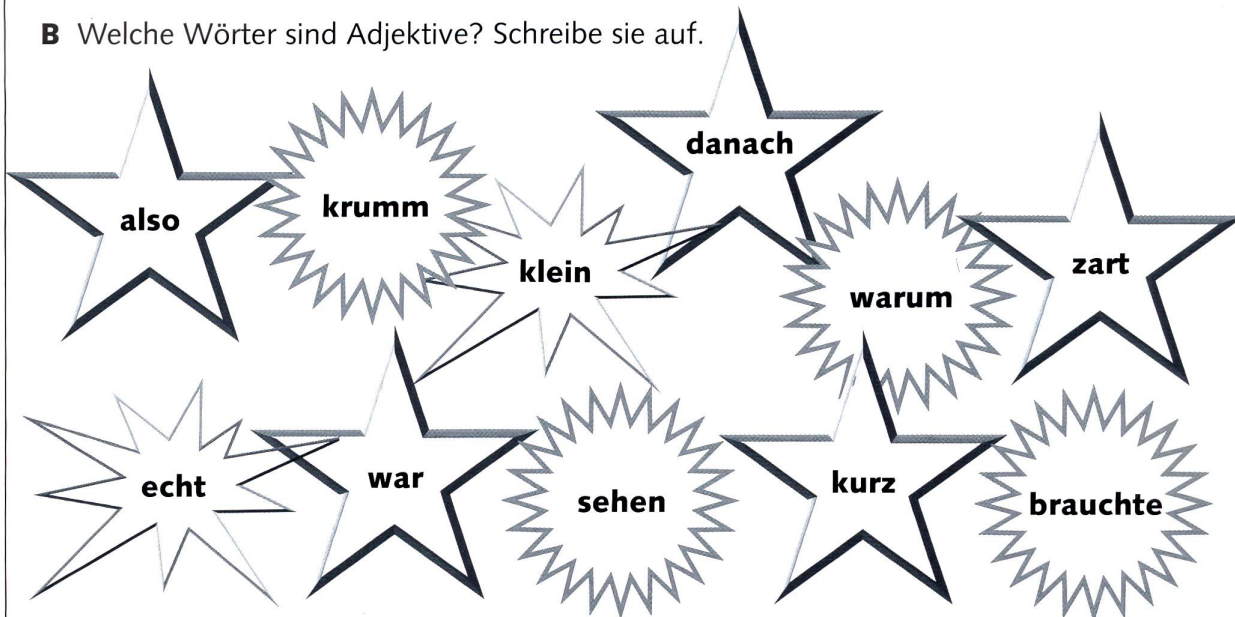 B Welche Wörter sind Adjektive? Schreibe sie auf.
also
krumm
klein
danach
warum
zart
echt
war
sehen
kurz
brauchte